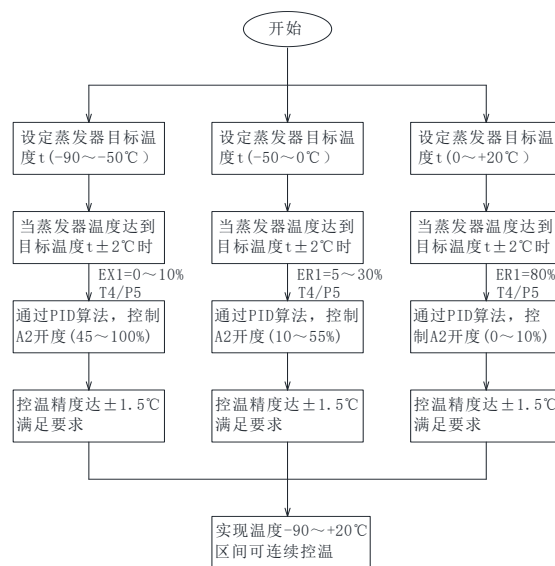 开始
设定蒸发器目标温
度t(-90～-50℃)
设定蒸发器目标温
度t(-50～0℃)
设定蒸发器目标温
度t(0～+20℃)
当蒸发器温度达到
目标温度t±2℃时
当蒸发器温度达到
目标温度t±2℃时
当蒸发器温度达到
目标温度t±2℃时
EX1=0～10%
T4/P5
ER1=5～30%
T4/P5
ER1=80%
T4/P5
通过PID算法，控制
A2开度(45～100%)
通过PID算法，控制
A2开度(10～55%)
通过PID算法，控
制A2开度(0～10%)
控温精度达±1.5℃
满足要求
控温精度达±1.5℃
满足要求
控温精度达±1.5℃
满足要求
实现温度-90～+20℃
区间可连续控温